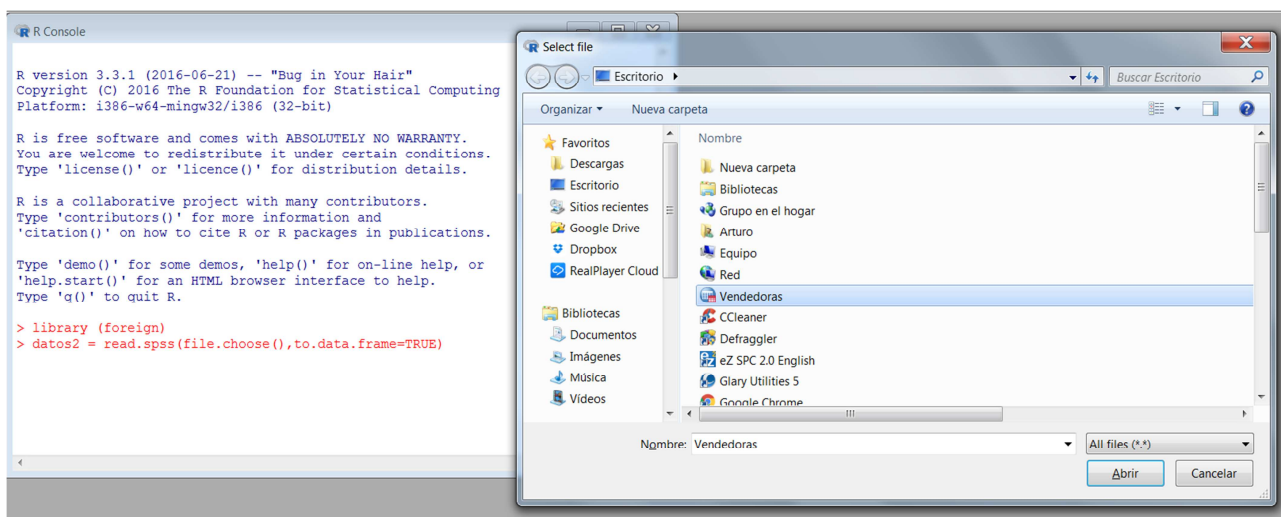 R Console
R version 3.3.1 (2016-06-21) -- "Bug in Your Hair"
Copyright (C) 2016 The R Foundation for Statistical Computing
Platform: i386-w64-mingw32/i386 (32-bit)
R is free software and comes with ABSOLUTELY NO WARRANTY.
You are welcome to redistribute it under certain conditions.
Type 'license()' or 'licence()' for distribution details.
R is a collaborative project with many contributors.
Type 'contributors()' for more information and
'citation()' on how to cite R or R packages in publications.
Type 'demo()' for some demos, 'help()' for on-line help, or
'help.start()' for an HTML browser interface to help.
Type 'q()' to quit R.
> library (foreign)
> datos2 = read.spss(file.choose(),to.data.frame=TRUE)
Select file
Escritorio
Buscar Escritorio
Organizar
Nueva carpeta
Favoritos
Descargas
Escritorio
Sitios recientes
Google Drive
Dropbox
RealPlayer Cloud
Bibliotecas
Documentos
Imágenes
Música
Vídeos
Nombre
Nueva carpeta
Bibliotecas
Grupo en el hogar
Arturo
Equipo
Red
Vendedoras
CCleaner
Defraggler
eZ SPC 2.0 English
Glary Utilities 5
Google Chrome
Nombre: Vendedoras
All files (*.*)
Abrir
Cancelar